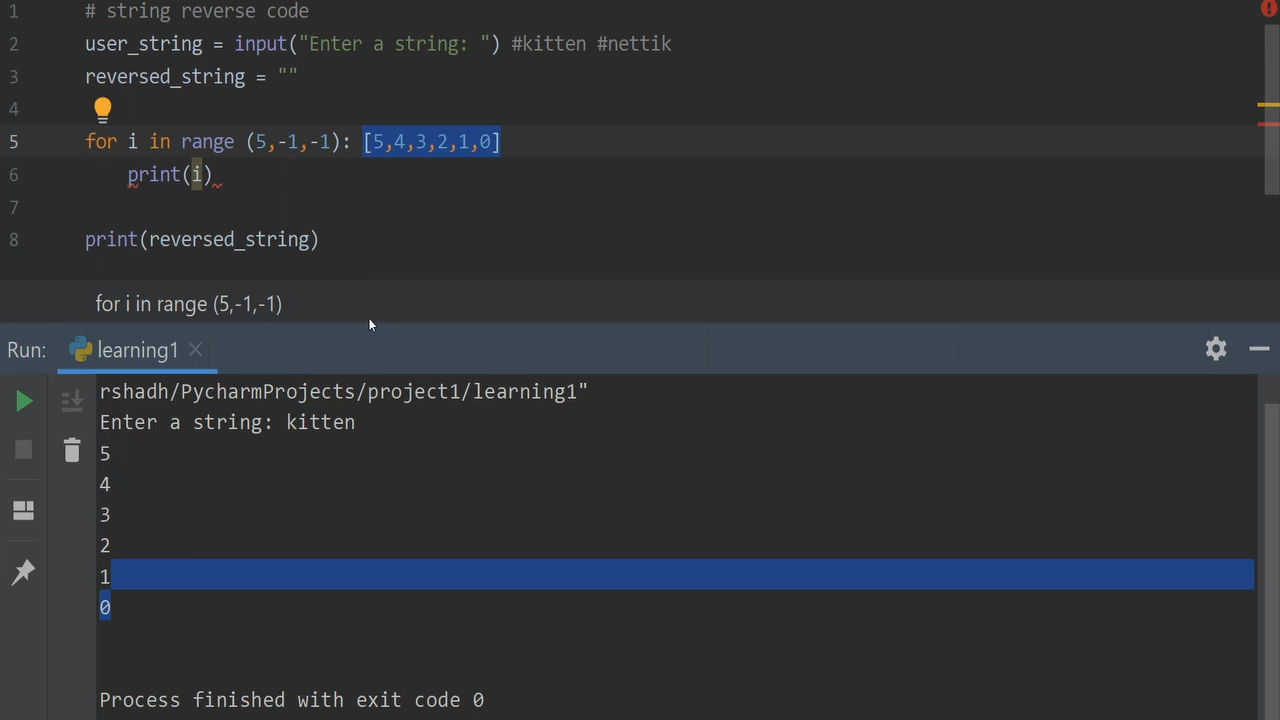 1 # string reverse code
2 user_string = input("Enter a string: ") #kitten #nettik
3 reversed_string = ""
4
5 for i in range (5,-1,-1): [5,4,3,2,1,0]
6 print(i)
7
8 print(reversed_string)
for i in range (5,-1,-1)
Run: learning1
rshadh/PycharmProjects/project1/learning1"
Enter a string: kitten
5
4
3
2
1
0
Process finished with exit code 0